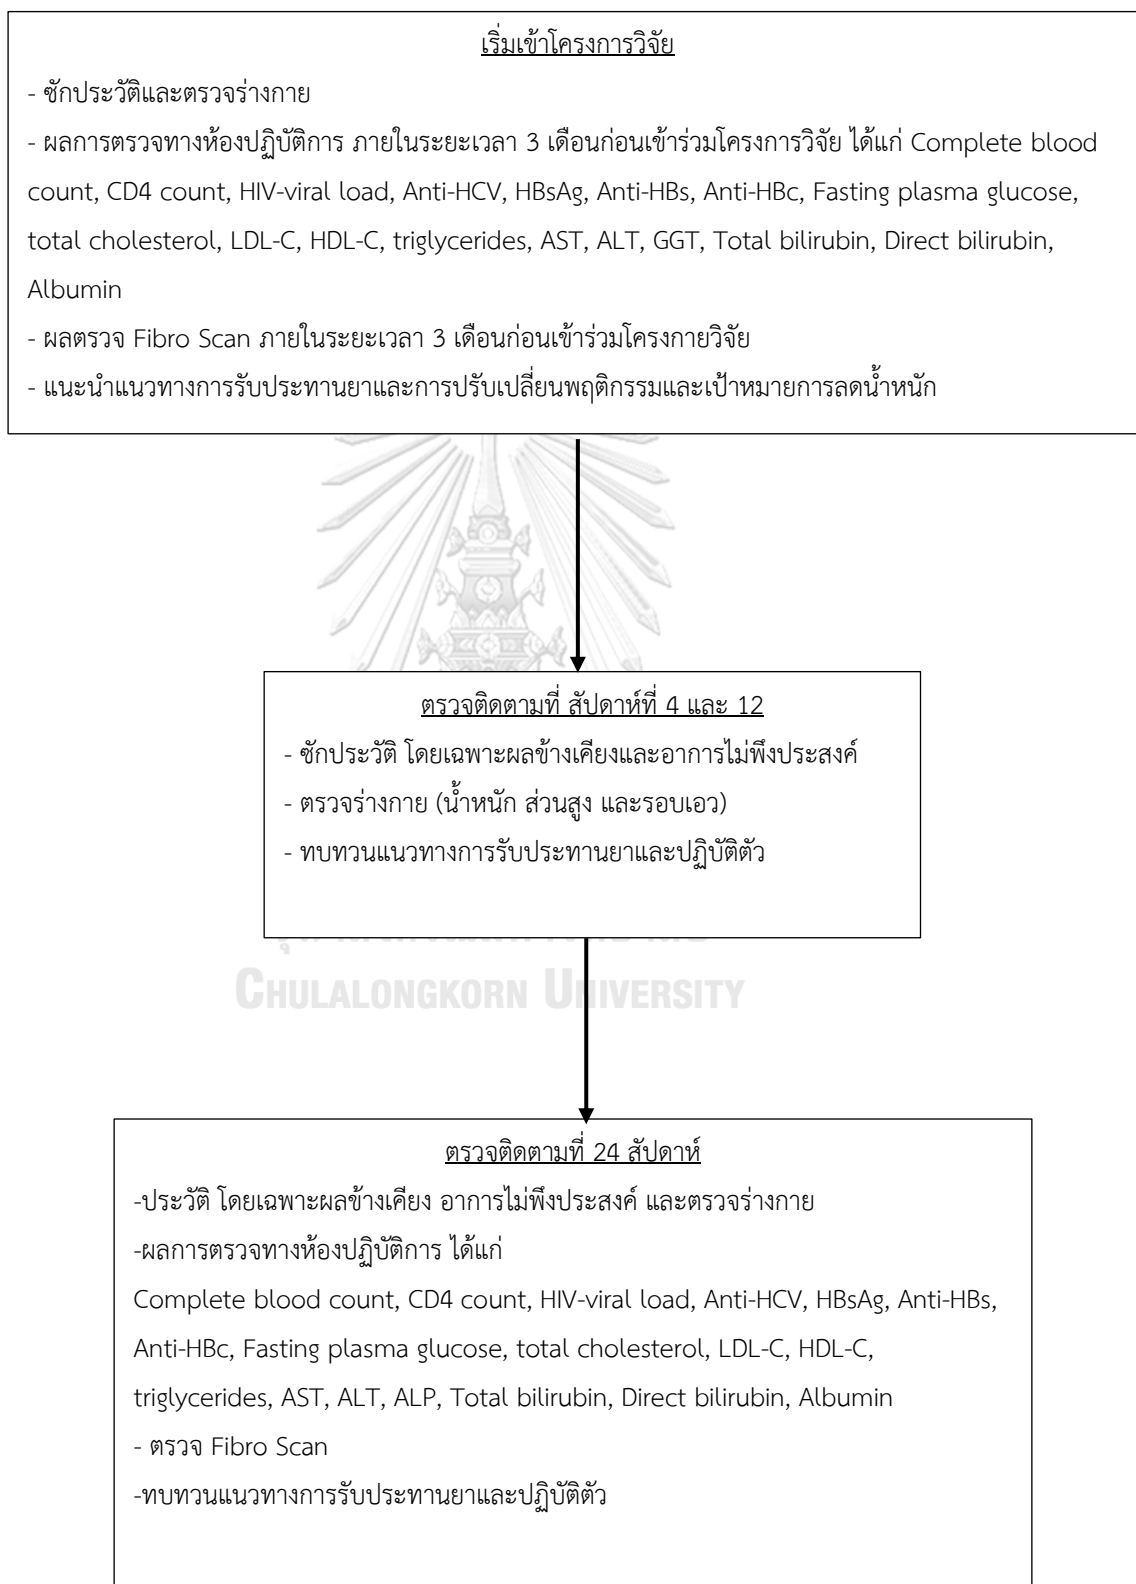 เริ่มเข้าโครงการวิจัย
- ซักประวัติและตรวจร่างกาย
- ผลการตรวจทางห้องปฏิบัติการ ภายในระยะเวลา 3 เดือนก่อนเข้าร่วมโครงการวิจัย ได้แก่ Complete blood
count, CD4 count, HIV-viral load, Anti-HCV, HBsAg, Anti-HBs, Anti-HBc, Fasting plasma glucose,
total cholesterol, LDL-C, HDL-C, triglycerides, AST, ALT, GGT, Total bilirubin, Direct bilirubin,
Albumin
- ผลตรวจ Fibro Scan ภายในระยะเวลา 3 เดือนก่อนเข้าร่วมโครงกายวิจัย
- แนะนำแนวทางการรับประทานยาและการปรับเปลี่ยนพฤติกรรมและเป้าหมายการลดน้ำหนัก
ตรวจติดตามที่ สัปดาห์ที่ 4 และ 12
- ซักประวัติ โดยเฉพาะผลข้างเคียงและอาการไม่พึงประสงค์
- ตรวจร่างกาย (น้ำหนัก ส่วนสูง และรอบเอว)
- ทบทวนแนวทางการรับประทานยาและปฏิบัติตัว
CHULALONGKORN UNIVERSITY
ตรวจติดตามที่ 24 สัปดาห์
-ประวัติ โดยเฉพาะผลข้างเคียง อาการไม่พึงประสงค์ และตรวจร่างกาย
-ผลการตรวจทางห้องปฏิบัติการ ได้แก่
Complete blood count, CD4 count, HIV-viral load, Anti-HCV, HBsAg, Anti-HBs,
Anti-HBc, Fasting plasma glucose, total cholesterol, LDL-C, HDL-C,
triglycerides, AST, ALT, ALP, Total bilirubin, Direct bilirubin, Albumin
- ตรวจ Fibro Scan
-ทบทวนแนวทางการรับประทานยาและปฏิบัติตัว